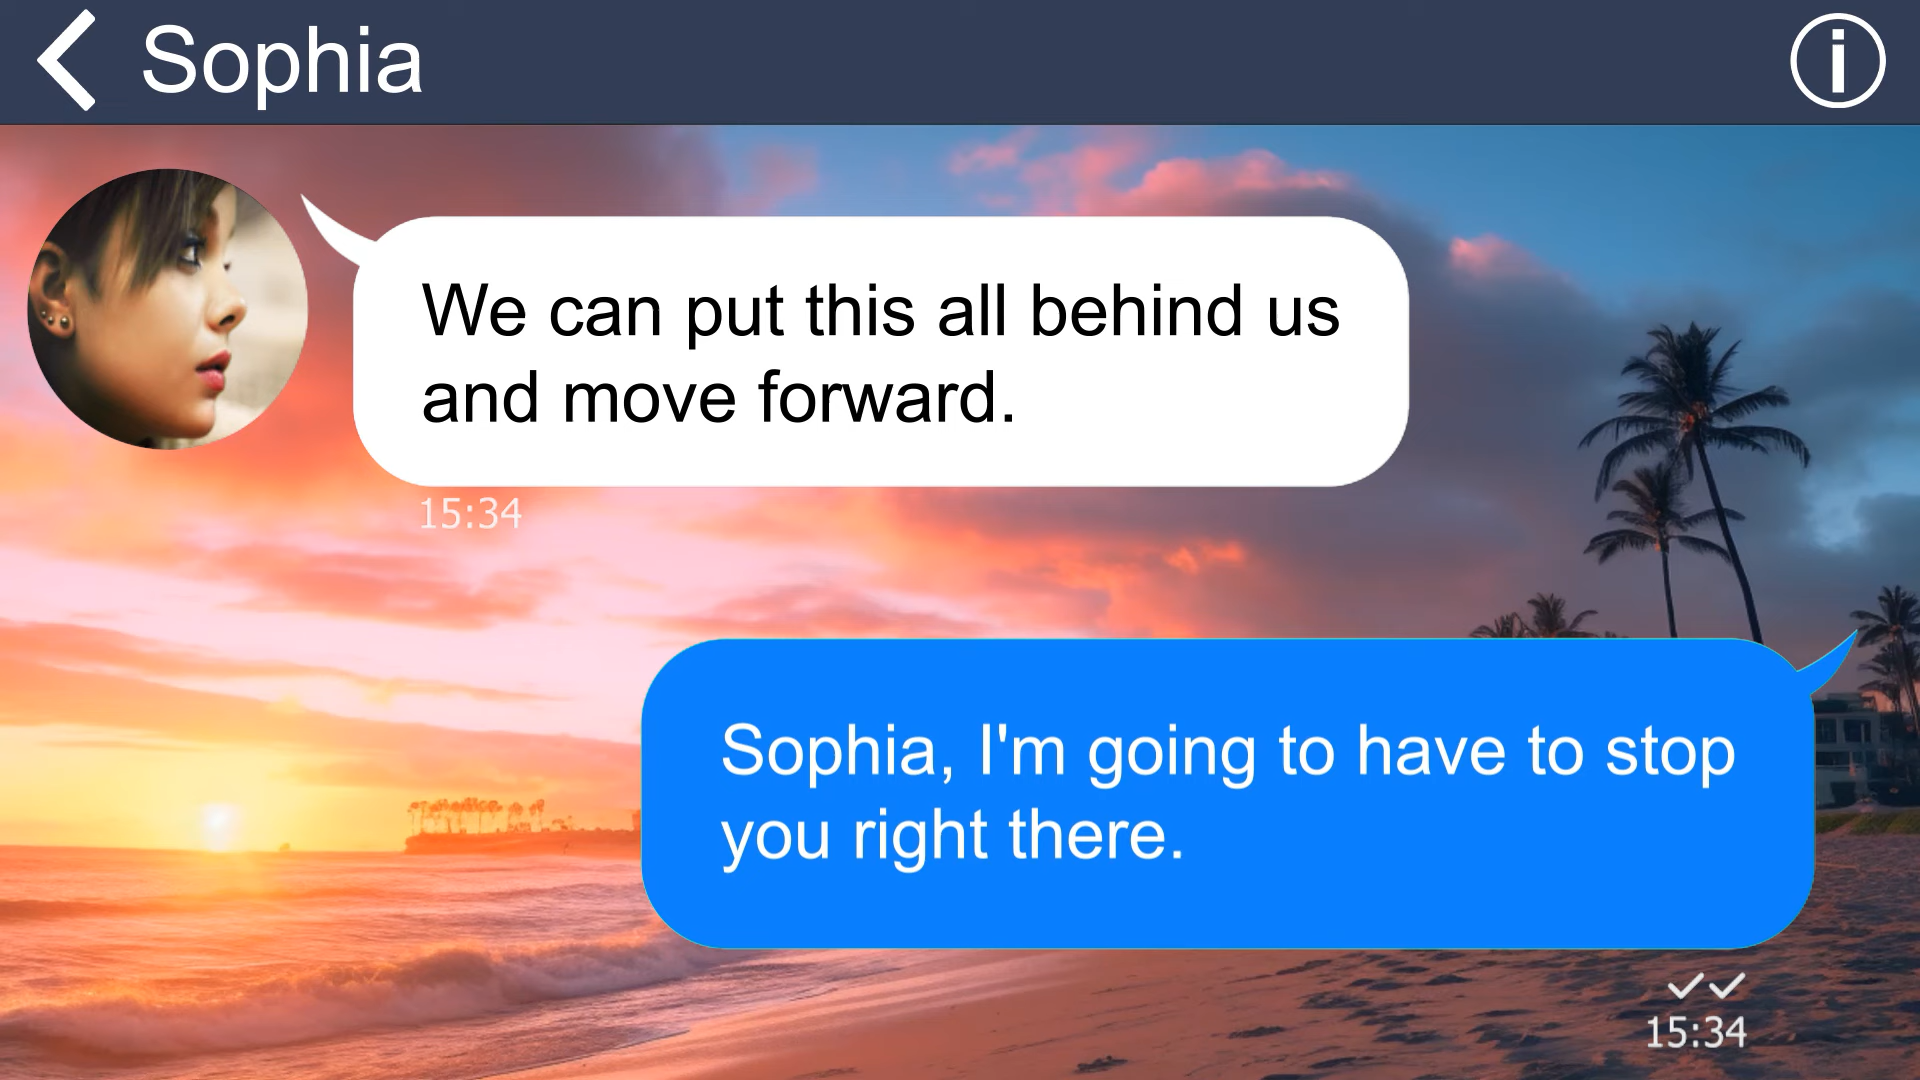 Sophia
We can put this all behind us
and move forward.
15:34
Sophia, I'm going to have to stop
you right there.
15:34